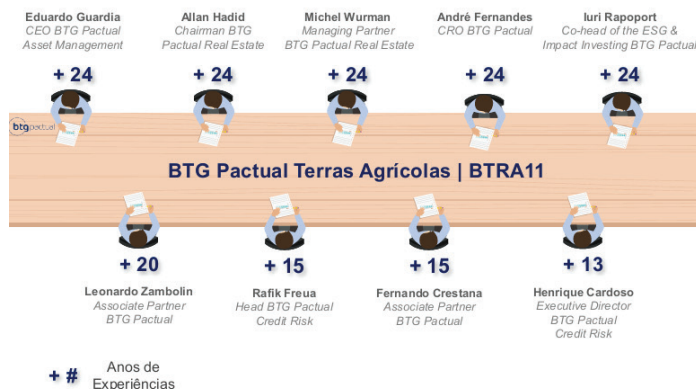 Eduardo Guardia
CEO BTG Pactual
Asset Management
Allan Hadid
Chairman BTG
Pactual Real Estate
Michel Wurman
Managing Partner
BTG Pactual Real Estate
André Fernandes
CRO BTG Pactual
Iuri Rapoport
Co-head of the ESG &
Impact Investing BTG Pactual
+ 24
+ 24
+ 24
+ 24
+ 24
btgpactual
BTG Pactual Terras Agrícolas | BTRA11
+ 20
+ 15
+ 15
+ 13
Leonardo Zambolin
Associate Partner
BTG Pactual
Rafik Freua
Head BTG Pactual
Credit Risk
Fernando Crestana
Associate Partner
BTG Pactual
Henrique Cardoso
Executive Director
BTG Pactual
Credit Risk
+ #
Anos de
Experiências